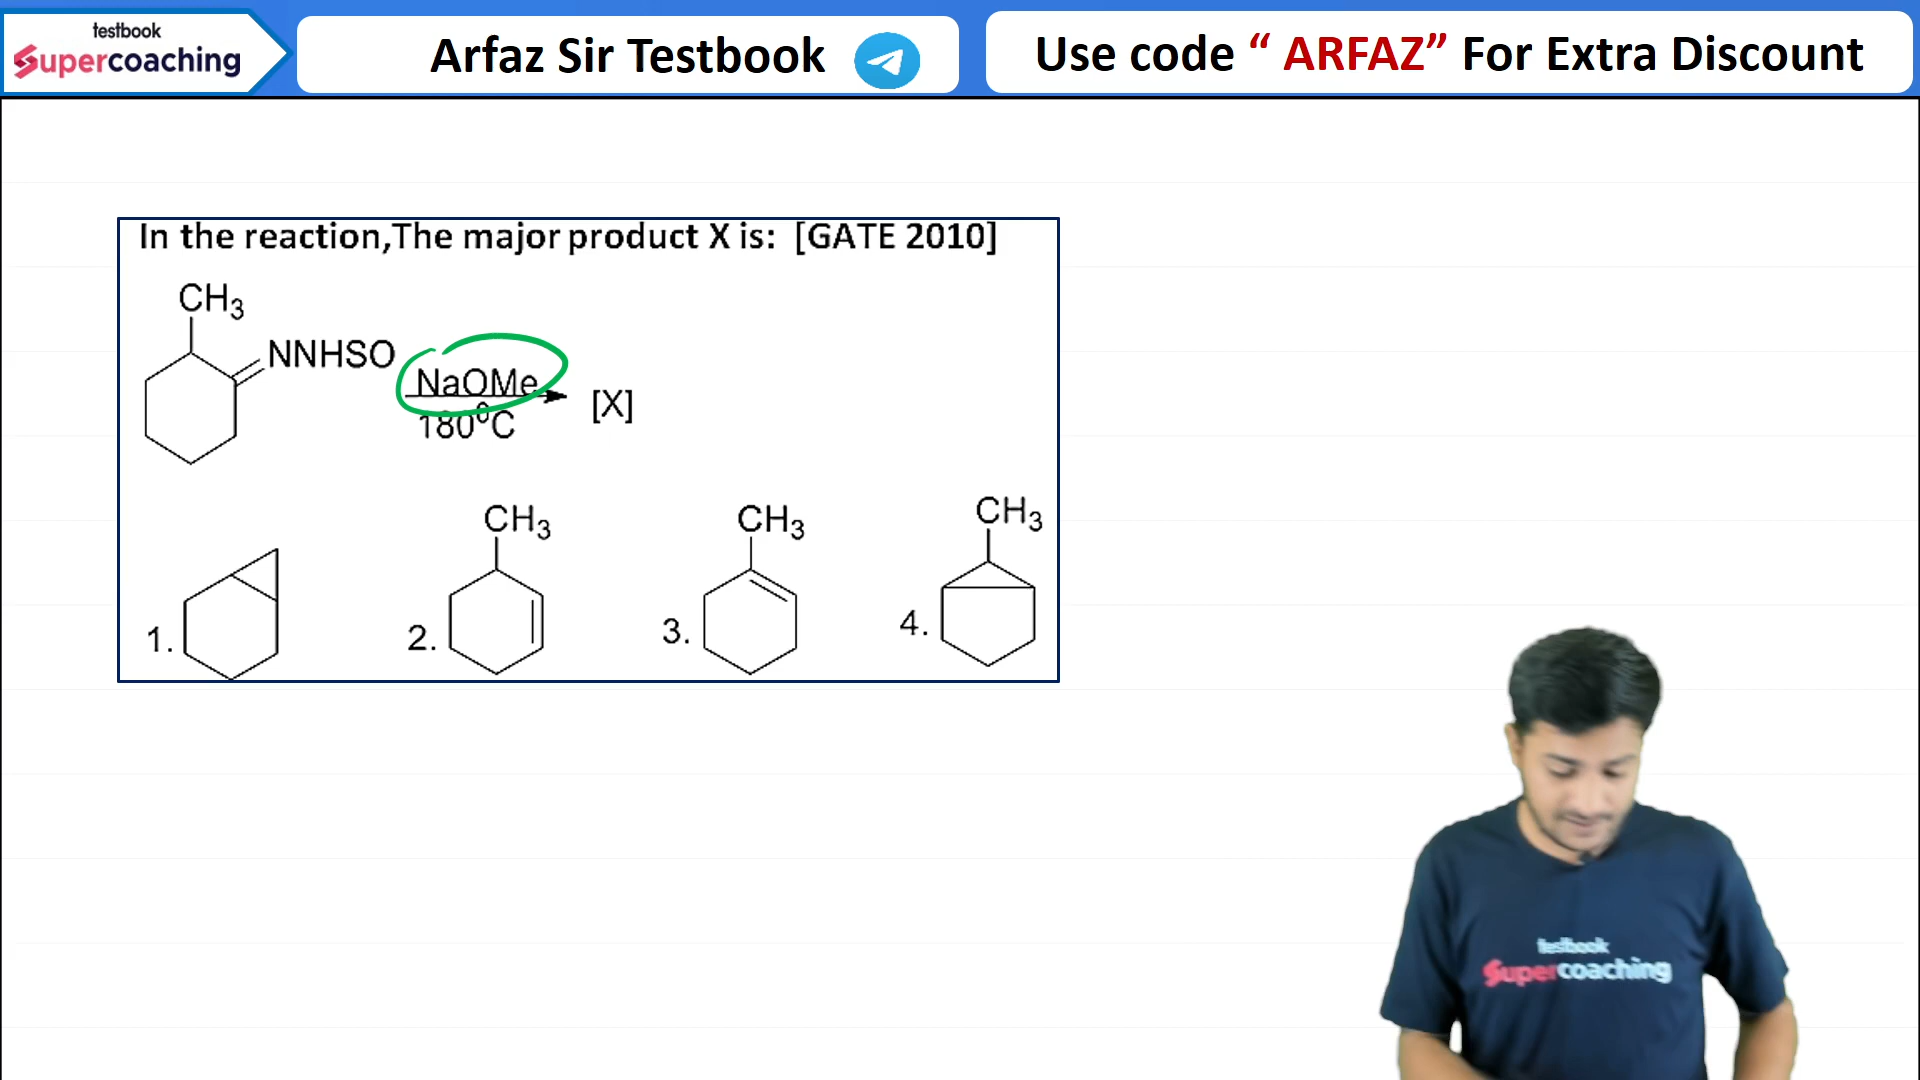 testbook
Supercoaching
Arfaz Sir Testbook
Use code “ ARFAZ” For Extra Discount
In the reaction,The major product X is: [GATE 2010]
CH3
NNHSO
NaOMe
180⁰C
[X]
CH3
CH3
CH3
1.
2.
3.
4.
testbook
Supercoaching